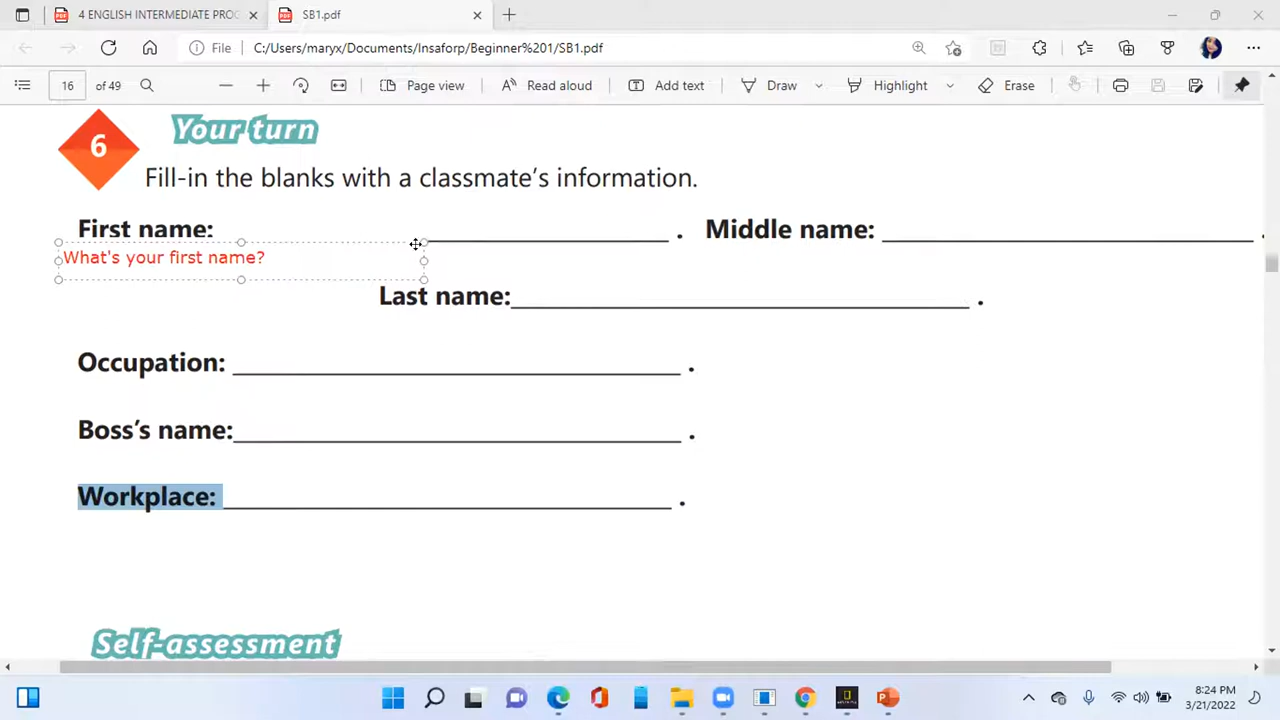 4 ENGLISH INTERMEDIATE PROG
SB1.pdf
File
C:/Users/maryx/Documents/Insaforp/Beginner%201/SB1.pdf
16 of 49
Page view
Read aloud
Add text
Draw
Highlight
Erase
6
Your turn
Fill-in the blanks with a classmate's information.
First name: . Middle name: .
What's your first name?
Last name: .
Occupation: .
Boss's name: .
Workplace: .
Self-assessment
8:24 PM
3/21/2022